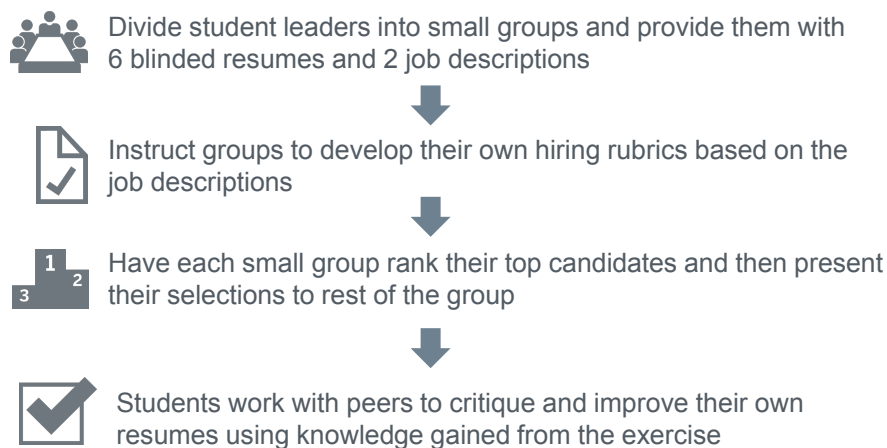 Divide student leaders into small groups and provide them with
6 blinded resumes and 2 job descriptions
Instruct groups to develop their own hiring rubrics based on the
job descriptions
1
2
3
Have each small group rank their top candidates and then present
their selections to rest of the group
Students work with peers to critique and improve their own
resumes using knowledge gained from the exercise